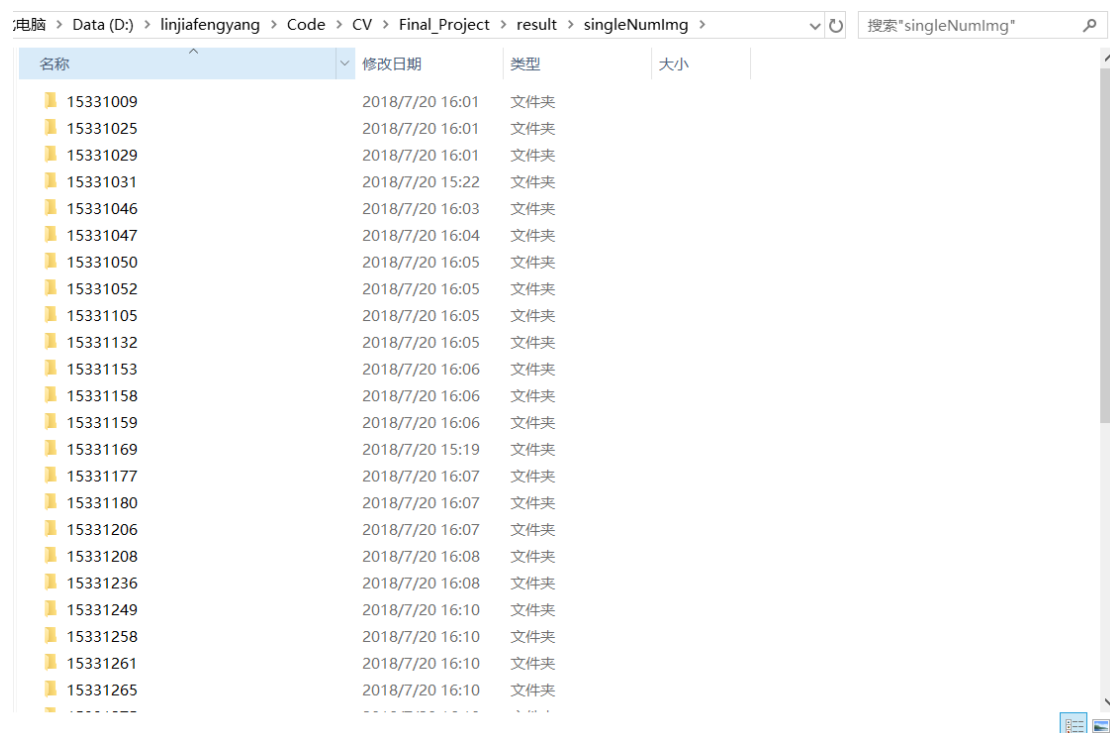 电脑 > Data (D:) > linjiafengyang > Code > CV > Final_Project > result > singleNumImg > 搜索"singleNumImg"
名称 修改日期 类型 大小
15331009 2018/7/20 16:01 文件夹
15331025 2018/7/20 16:01 文件夹
15331029 2018/7/20 16:01 文件夹
15331031 2018/7/20 15:22 文件夹
15331046 2018/7/20 16:03 文件夹
15331047 2018/7/20 16:04 文件夹
15331050 2018/7/20 16:05 文件夹
15331052 2018/7/20 16:05 文件夹
15331105 2018/7/20 16:05 文件夹
15331132 2018/7/20 16:05 文件夹
15331153 2018/7/20 16:06 文件夹
15331158 2018/7/20 16:06 文件夹
15331159 2018/7/20 16:06 文件夹
15331169 2018/7/20 15:19 文件夹
15331177 2018/7/20 16:07 文件夹
15331180 2018/7/20 16:07 文件夹
15331206 2018/7/20 16:07 文件夹
15331208 2018/7/20 16:08 文件夹
15331236 2018/7/20 16:08 文件夹
15331249 2018/7/20 16:10 文件夹
15331258 2018/7/20 16:10 文件夹
15331261 2018/7/20 16:10 文件夹
15331265 2018/7/20 16:10 文件夹